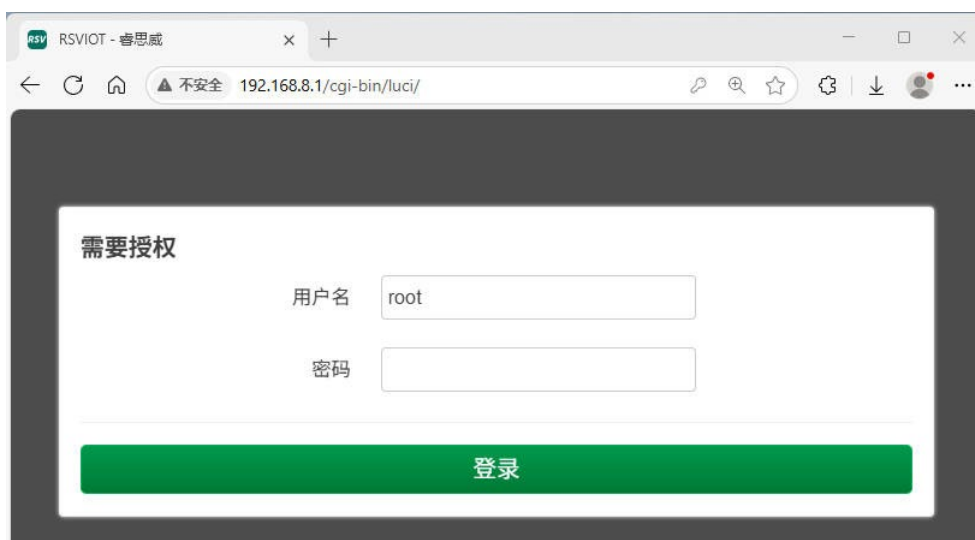 RSV RSVIOT - 睿思威
不安全 192.168.8.1/cgi-bin/luci/
需要授权
用户名 root
密码
登录